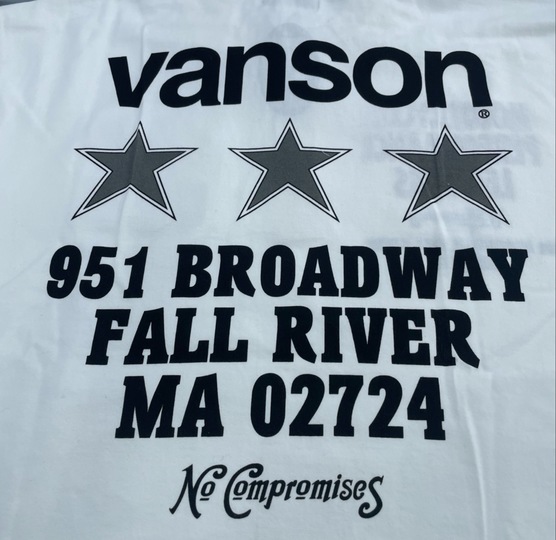 vanson®
951 BROADWAY
FALL RIVER
MA 02724
No Compromises